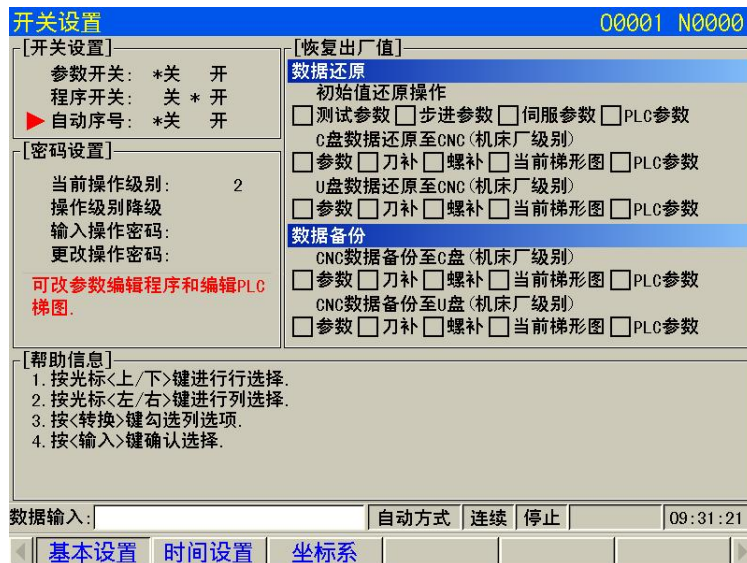 开关设置 O0001 N0000
[开关设置]
参数开关: *关 开
程序开关: 关 * 开
自动序号: *关 开
[密码设置]
当前操作级别: 2
操作级别降级
输入操作密码:
更改操作密码:
可改参数编辑程序和编辑PLC
梯图.
[恢复出厂值]
数据还原
初始值还原操作
测试参数 步进参数 伺服参数 PLC参数
C盘数据还原至CNC(机床厂级别)
参数 刀补 螺补 当前梯形图 PLC参数
U盘数据还原至CNC(机床厂级别)
参数 刀补 螺补 当前梯形图 PLC参数
数据备份
CNC数据备份至C盘(机床厂级别)
参数 刀补 螺补 当前梯形图 PLC参数
CNC数据备份至U盘(机床厂级别)
参数 刀补 螺补 当前梯形图 PLC参数
[帮助信息]
1. 按光标<上/下>键进行行选择.
2. 按光标<左/右>键进行列选择.
3. 按<转换>键勾选列选项.
4. 按<输入>键确认选择.
数据输入: 自动方式 连续 停止 09:31:21
基本设置 时间设置 坐标系